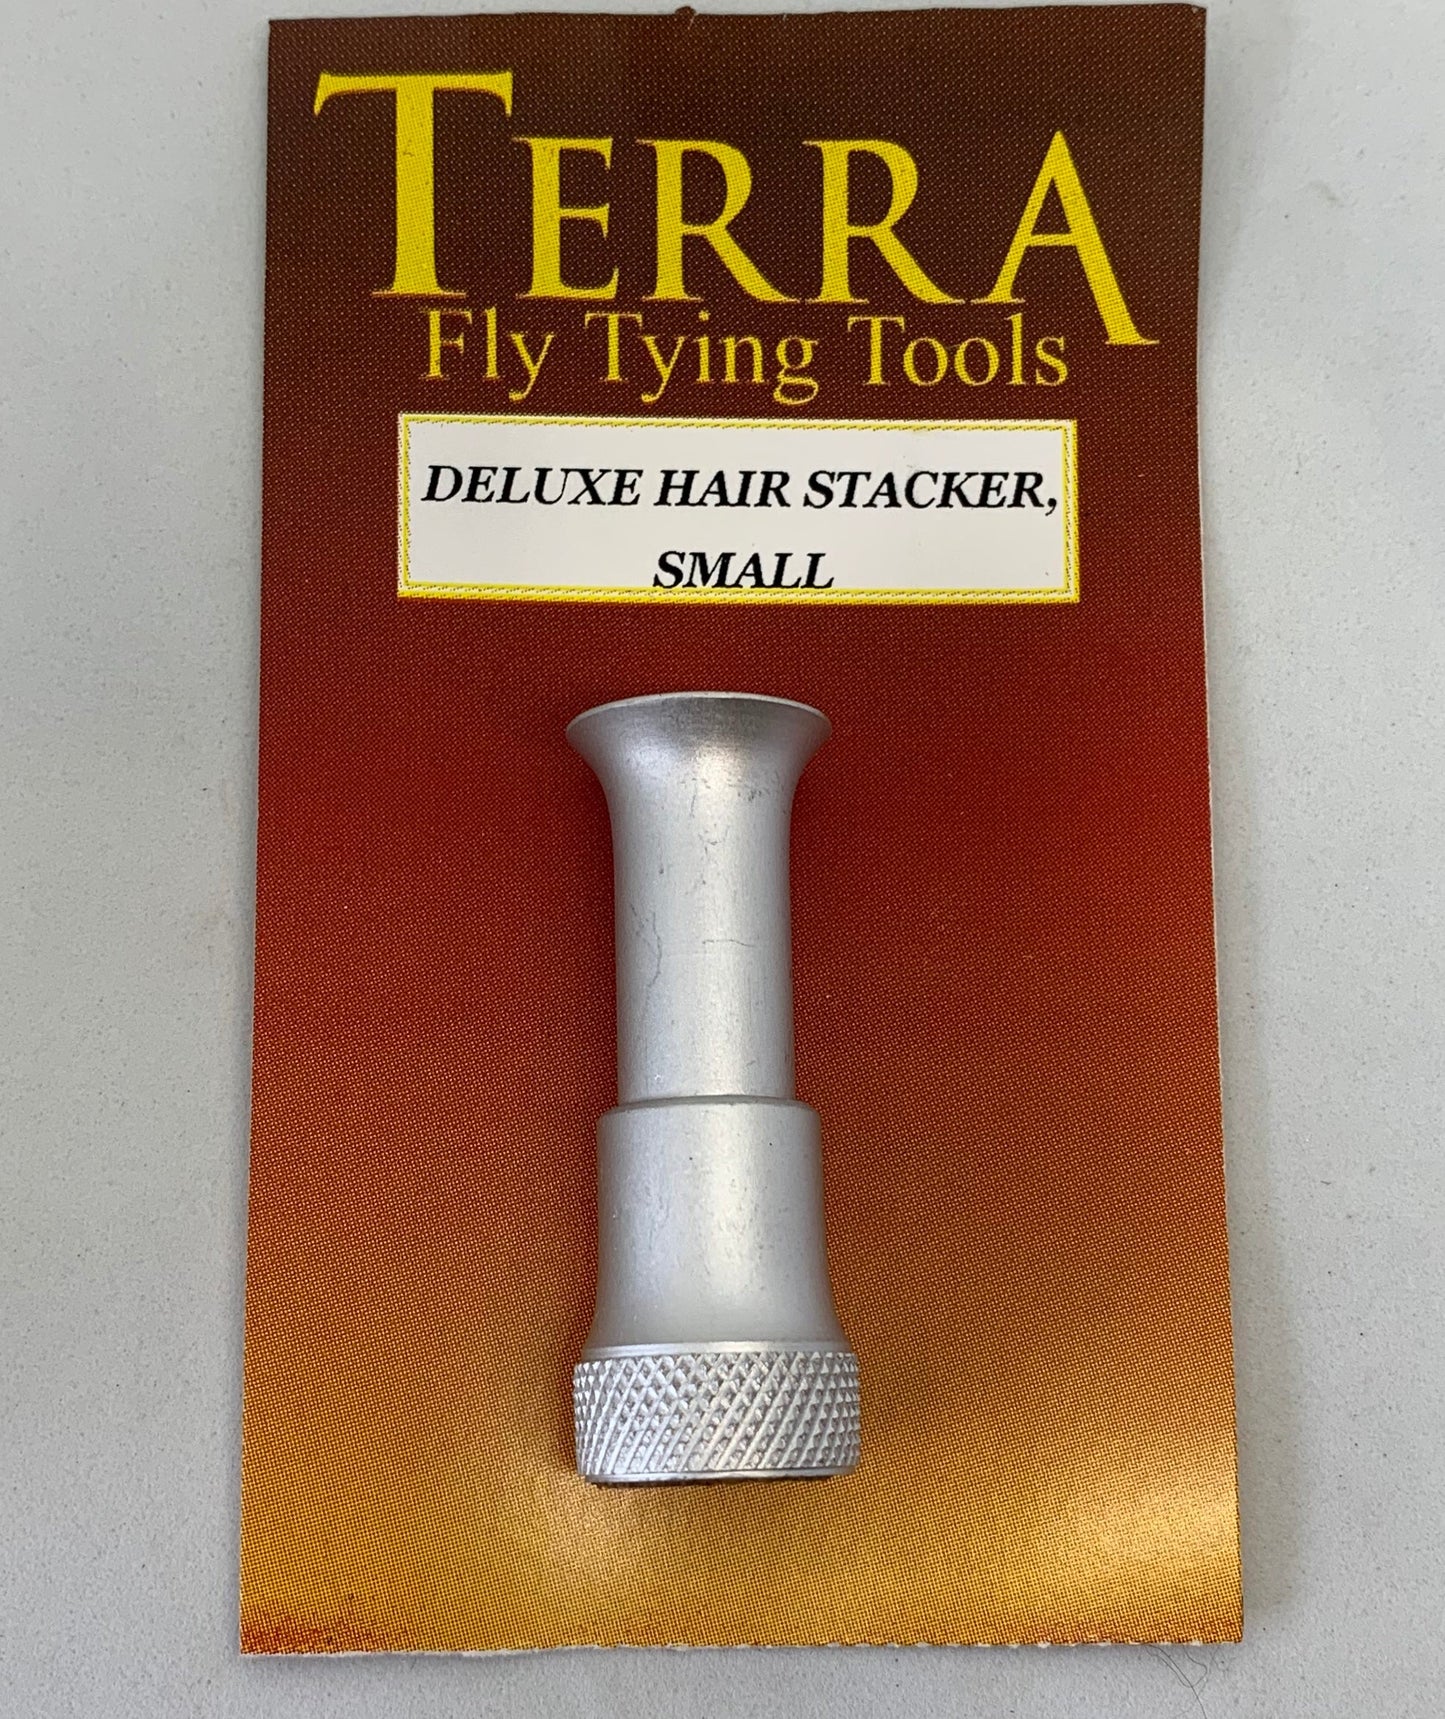 TERRA
Fly Tying Tools
DELUXE HAIR STACKER,
SMALL